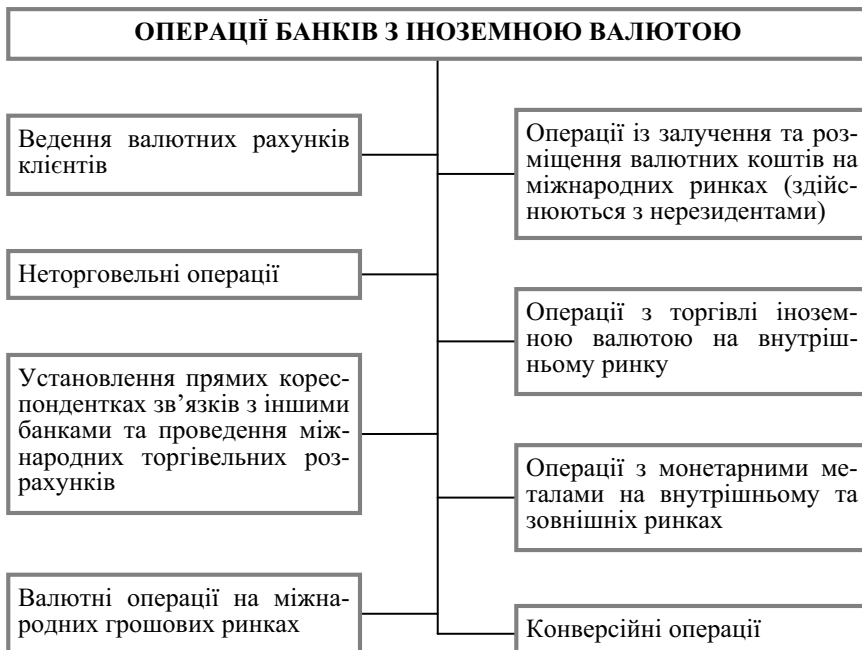 ОПЕРАЦІЇ БАНКІВ З ІНОЗЕМНОЮ ВАЛЮТОЮ
Ведення валютних рахунків
клієнтів
Неторговельні операції
Установлення прямих корес-
пондентках зв’язків з іншими
банками та проведення між-
народних торгівельних роз-
рахунків
Валютні операції на міжна-
родних грошових ринках
Операції із залучення та роз-
міщення валютних коштів на
міжнародних ринках (здійс-
нюються з нерезидентами)
Операції з торгівлі інозем-
ною валютою на внутріш-
ньому ринку
Операції з монетарними ме-
талами на внутрішньому та
зовнішніх ринках
Конверсійні операції